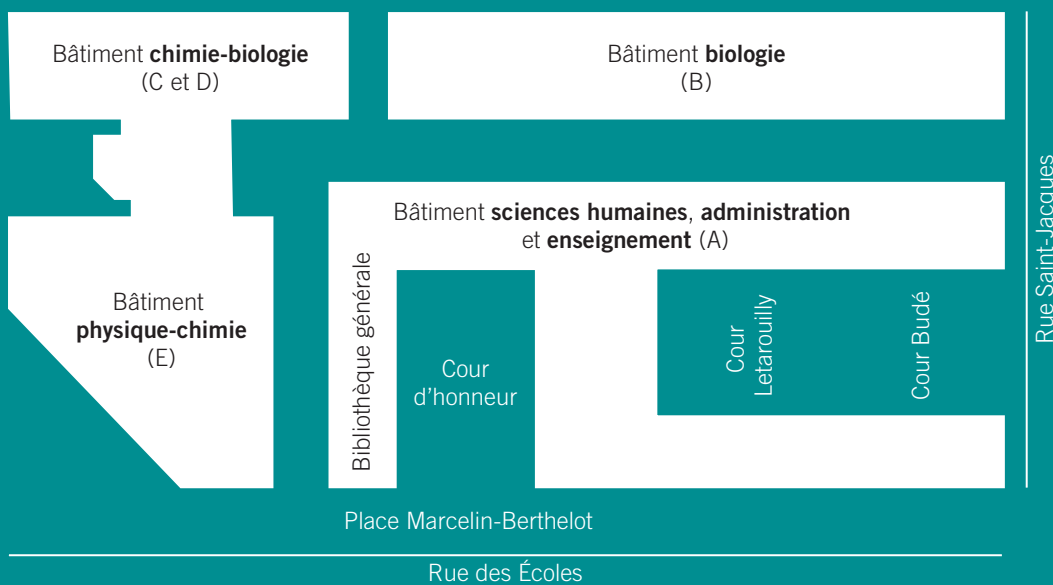 Bâtiment chimie-biologie
(C et D)
Bâtiment biologie
(B)
Bâtiment sciences humaines, administration
et enseignement (A)
Bâtiment
physique-chimie
(E)
Bibliothèque générale
Cour
d'honneur
Cour
Letarouilly
Cour Budé
Rue Saint-Jacques
Place Marcelin-Berthelot
Rue des Écoles